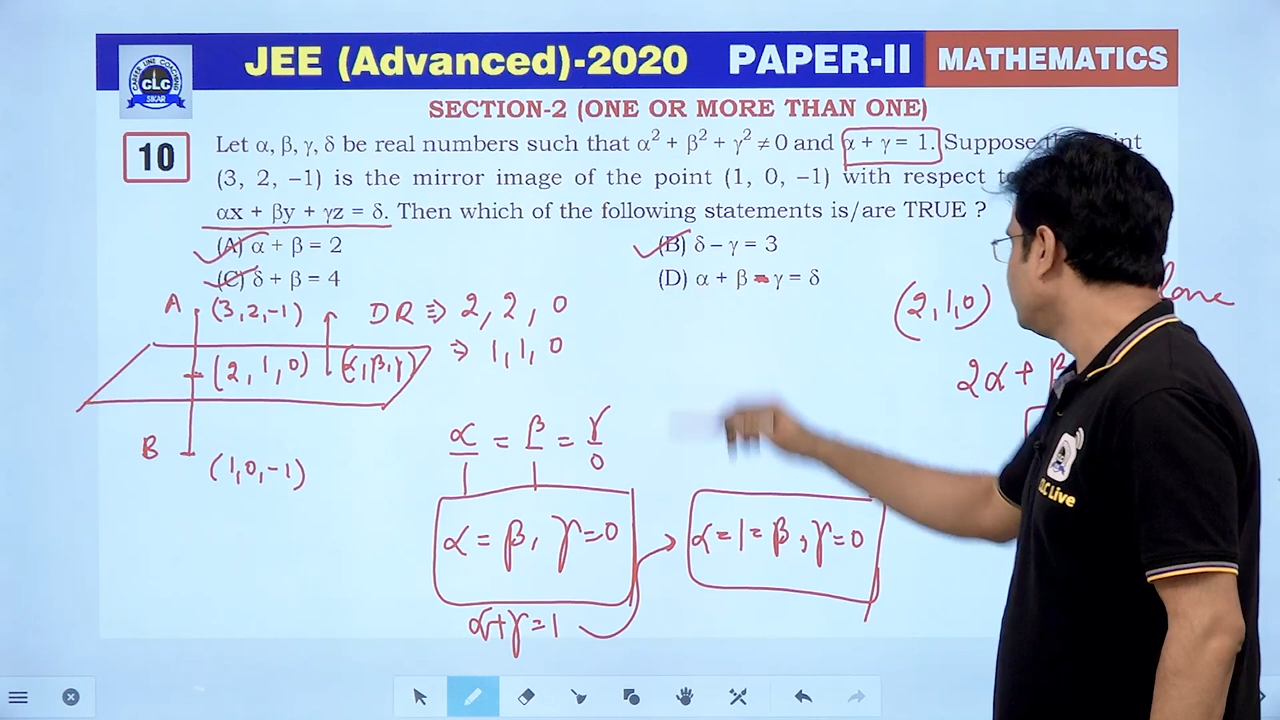 JEE (Advanced)-2020 PAPER-II MATHEMATICS
CAREER LINE COACHING
CLC
SIKAR
SECTION-2 (ONE OR MORE THAN ONE)
10
Let α, β, γ, δ be real numbers such that α² + β² + γ² ≠ 0 and α + γ = 1. Suppose
(3, 2, −1) is the mirror image of the point (1, 0, −1) with respect
αx + βy + γz = δ. Then which of the following statements is/are TRUE ?
(A) α + β = 2 (B) δ − γ = 3
(C) δ + β = 4 (D) α + β - γ = δ
A (3, 2, -1) DR ⇒ 2, 2, 0
(2, 1, 0)
⇒ 1, 1, 0
(2, 1, 0) (α, β, γ)
2α + β
B (1, 0, -1)
α/1 = β/1 = γ/0
α = β, γ = 0
α = 1 = β, γ = 0
α+γ = 1
Live